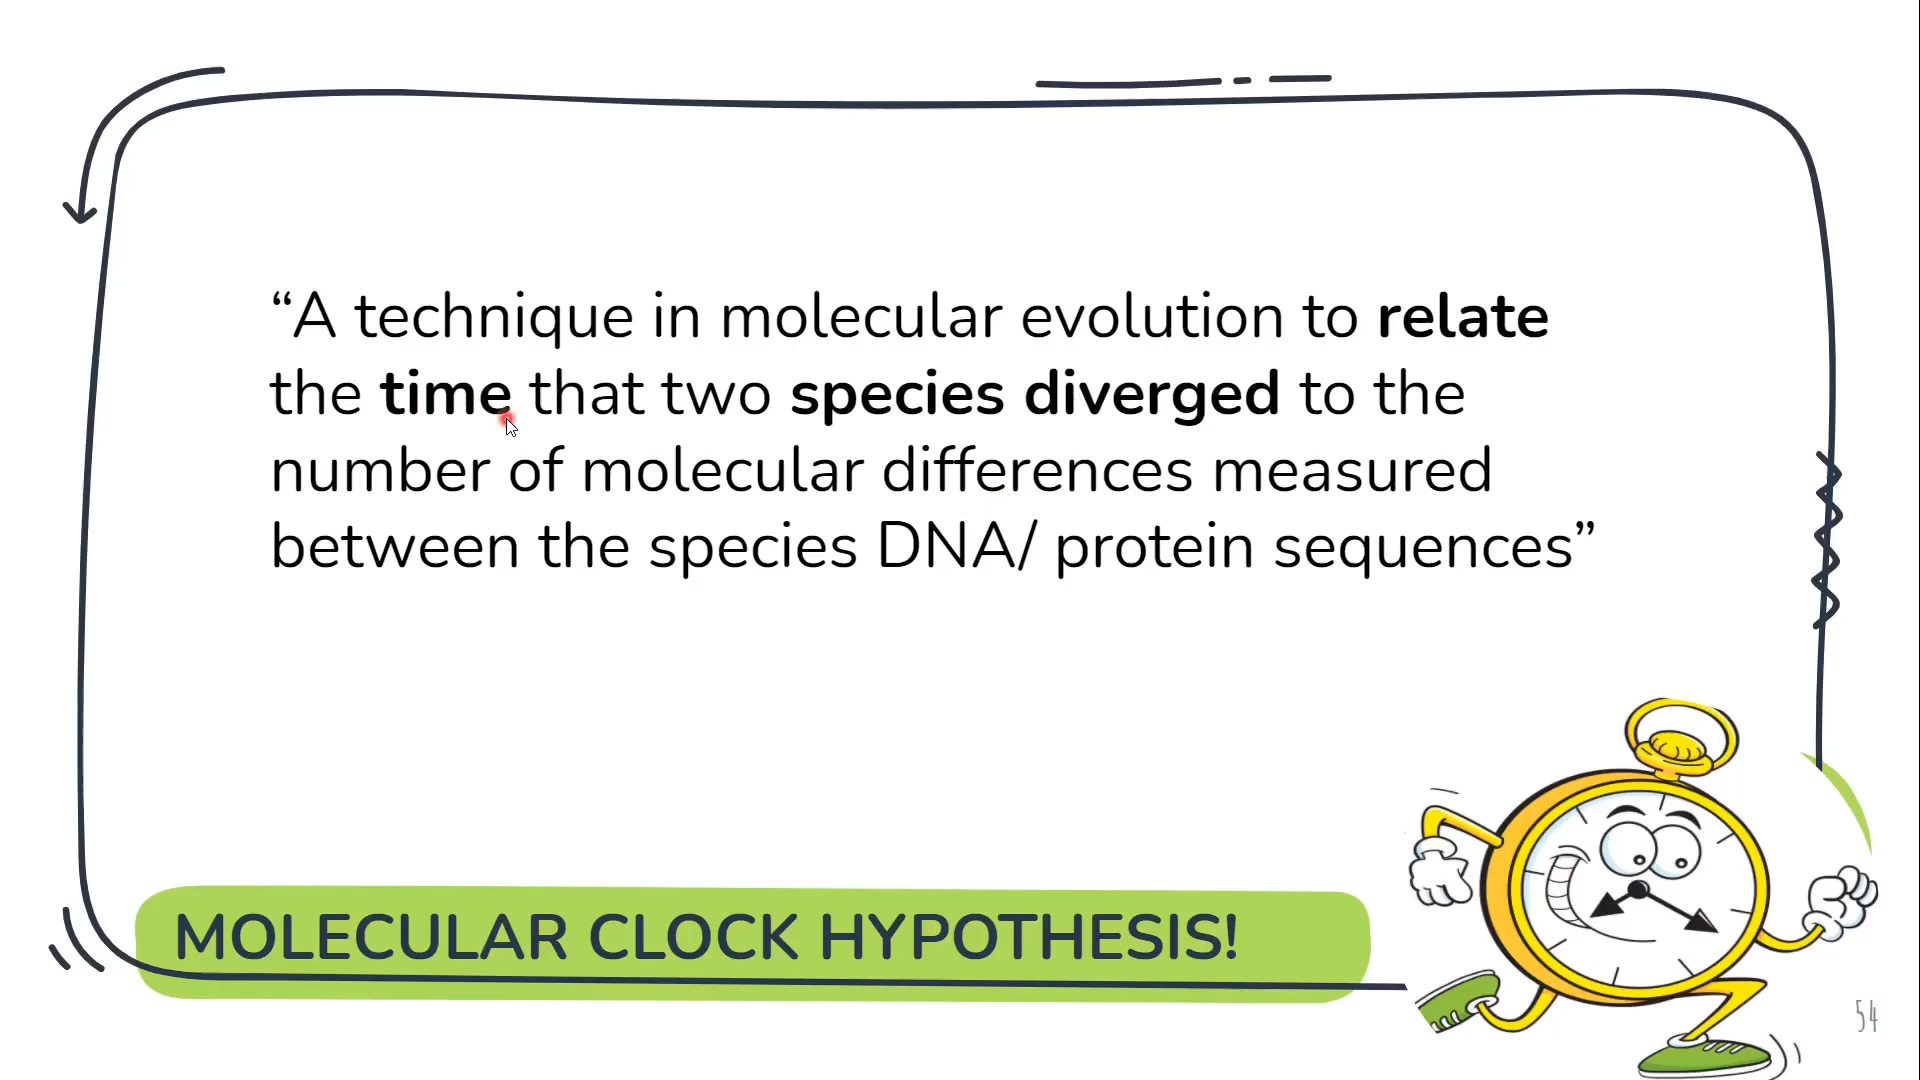 “A technique in molecular evolution to relate
the time that two species diverged to the
number of molecular differences measured
between the species DNA/ protein sequences”
MOLECULAR CLOCK HYPOTHESIS!
54